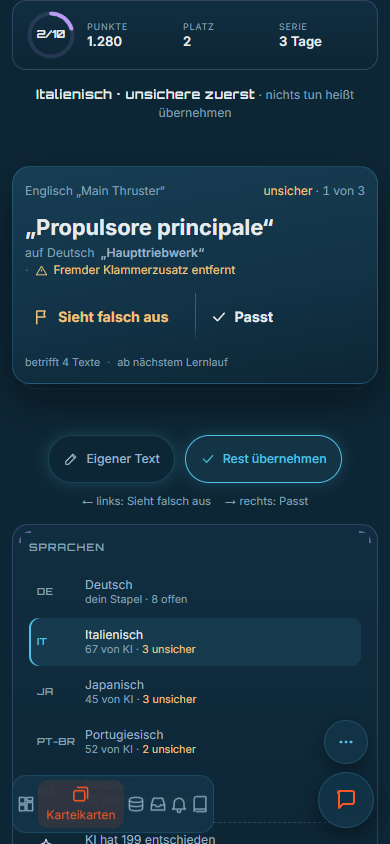 2/10
PUNKTE
1.280
PLATZ
2
SERIE
3 Tage
Italienisch · unsichere zuerst · nichts tun heißt
übernehmen
Englisch „Main Thruster“
unsicher · 1 von 3
„Propulsore principale“
auf Deutsch „Haupttriebwerk“
· Fremder Klammerzusatz entfernt
Sieht falsch aus
Passt
betrifft 4 Texte · ab nächstem Lernlauf
Eigener Text
Rest übernehmen
← links: Sieht falsch aus → rechts: Passt
SPRACHEN
DE
Deutsch
dein Stapel · 8 offen
IT
Italienisch
67 von KI · 3 unsicher
JA
Japanisch
45 von KI · 3 unsicher
PT-BR
Portugiesisch
52 von KI · 2 unsicher
Karteikarten
KI hat 199 entschieden